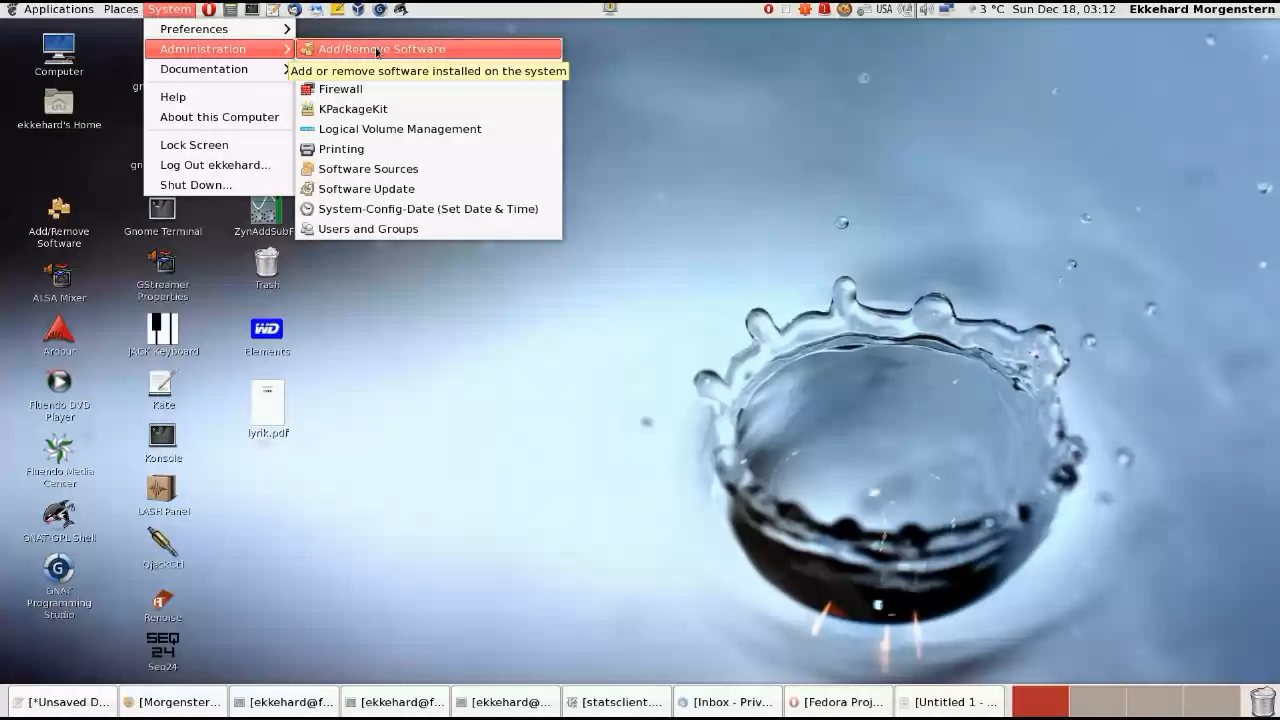 Applications Places System
USA 3 °C Sun Dec 18, 03:12 Ekkehard Morgenstern
Preferences
Administration
Documentation
Help
About this Computer
Lock Screen
Log Out ekkehard...
Shut Down...
Add/Remove Software
Add or remove software installed on the system
Firewall
KPackageKit
Logical Volume Management
Printing
Software Sources
Software Update
System-Config-Date (Set Date & Time)
Users and Groups
Computer
ekkehard's Home
Add/Remove
Software
ALSA Mixer
Ardour
Fluendo DVD
Player
Fluendo Media
Center
GNAT GPL Shell
GNAT
Programming
Studio
gn
gn
Gnome Terminal
GStreamer
Properties
JACK Keyboard
Kate
Konsole
LASH Panel
QjackCtl
Renoise
SEQ
24
Seq24
ZynAddSubF
Trash
WD
Elements
lyrik.pdf
[*Unsaved D...
[Morgenste...
[ekkehard@f...
[ekkehard@f...
[ekkehard@...
[statsclient....
[Inbox - Priv...
[Fedora Proj...
[Untitled 1 - ...